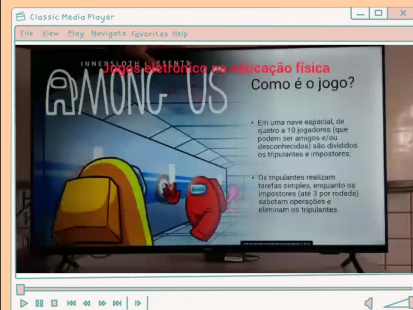 Classic Media Player
File View Play Navigate Favorites Help
INNERSLOTH PRESENTS
Jogos eletrônico na educação física
AMONG US
Como é o jogo?
• Em uma nave espacial, de
quatro a 10 jogadores (que
podem ser amigos e/ou
desconhecidos) são divididos
os tripulantes e impostores;
• Os tripulantes realizam
tarefas simples, enquanto os
impostores (até 3 por rodada)
sabotam operações e
eliminam os tripulantes.